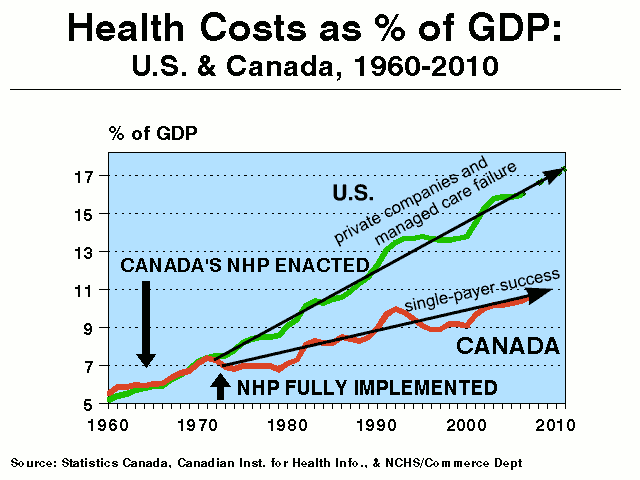 Health Costs as % of GDP:
U.S. & Canada, 1960-2010
% of GDP
17
15
13
11
9
7
5
U.S.
private companies and
managed care failure
CANADA'S NHP ENACTED
single-payer success
CANADA
NHP FULLY IMPLEMENTED
1960 1970 1980 1990 2000 2010
Source: Statistics Canada, Canadian Inst. for Health Info., & NCHS/Commerce Dept